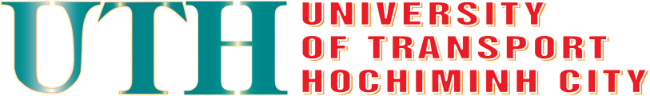 UTH
UNIVERSITY
OF TRANSPORT
HOCHIMINH CITY